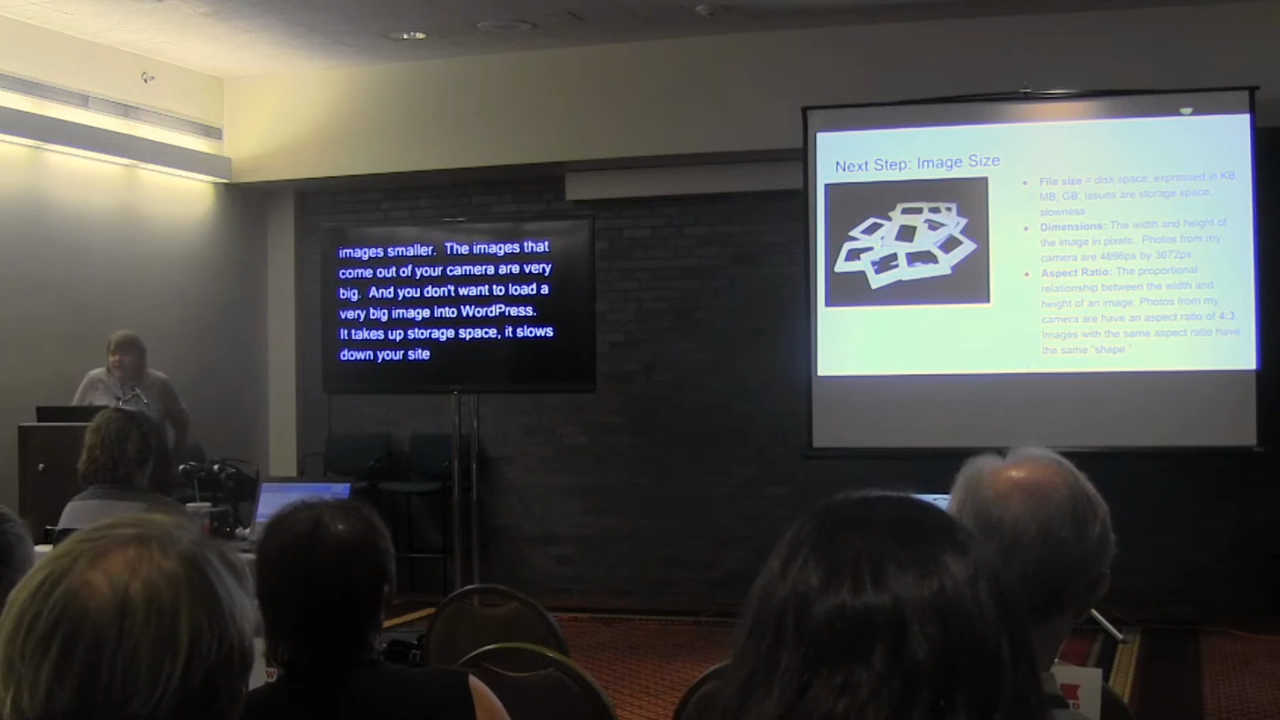 images smaller.  The images that
come out of your camera are very
big.  And you don't want to load a
very big image into WordPress.
It takes up storage space, it slows
down your site
Next Step: Image Size
• File size = disk space, expressed in KB,
MB, GB; issues are storage space,
slowness
• Dimensions: The width and height of
the image in pixels.  Photos from my
camera are 4896px by 3672px
• Aspect Ratio: The proportional
relationship between the width and
height of an image. Photos from my
camera are have an aspect ratio of 4:3.
Images with the same aspect ratio have
the same "shape."